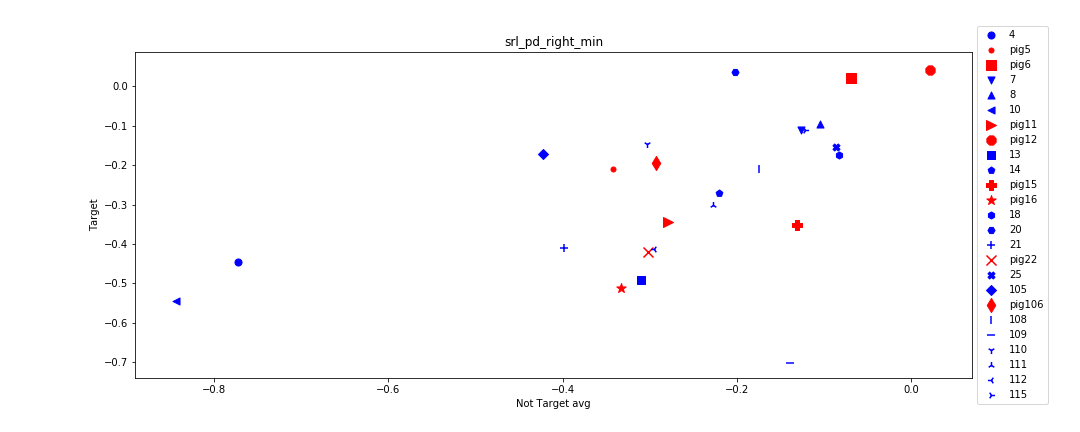 srl_pd_right_min
Target
0.0
−0.1
−0.2
−0.3
−0.4
−0.5
−0.6
−0.7
−0.8
−0.6
−0.4
−0.2
0.0
Not Target avg
4
pig5
pig6
7
8
10
pig11
pig12
13
14
pig15
pig16
18
20
21
pig22
25
105
pig106
108
109
110
111
112
115